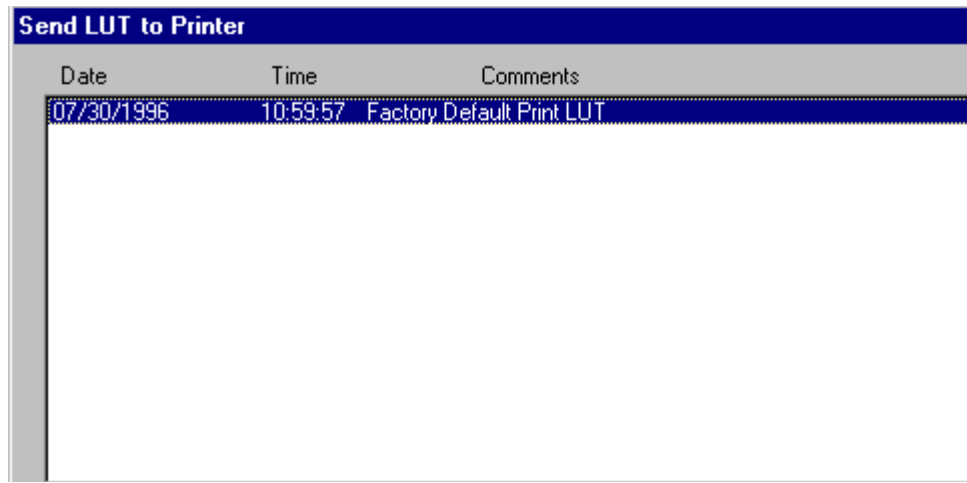 Send LUT to Printer
Date Time Comments
07/30/1996 10:59:57 Factory Default Print LUT